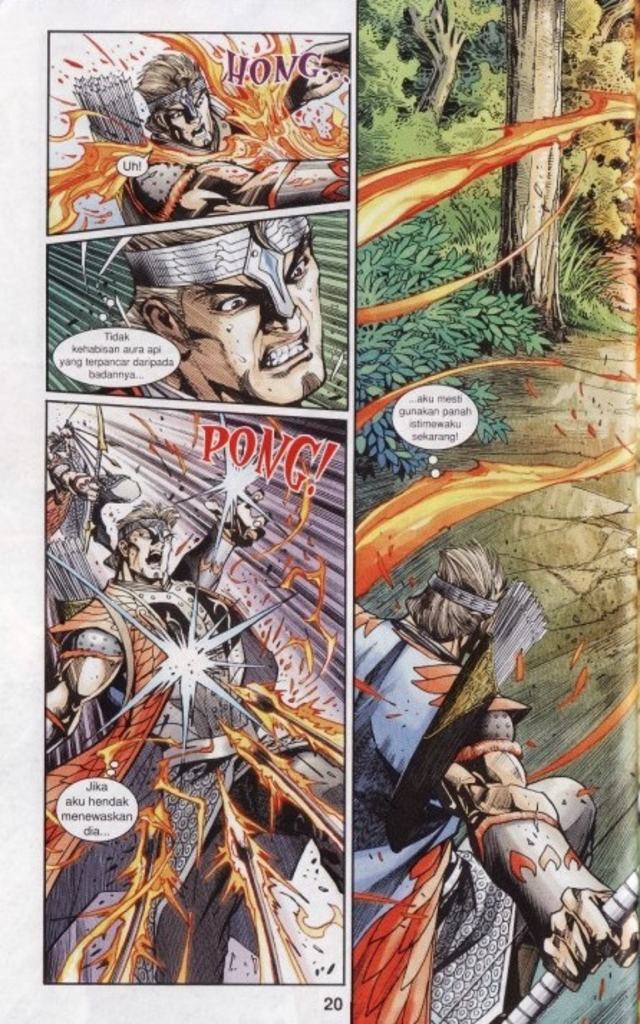 HONG...
Uh!
Tidak
kehabisan aura api
yang terpancar daripada
badannya...
PONG!
Jika
aku hendak
menewaskan
dia...
...aku mesti
gunakan panah
istimewaku
sekarang!
20